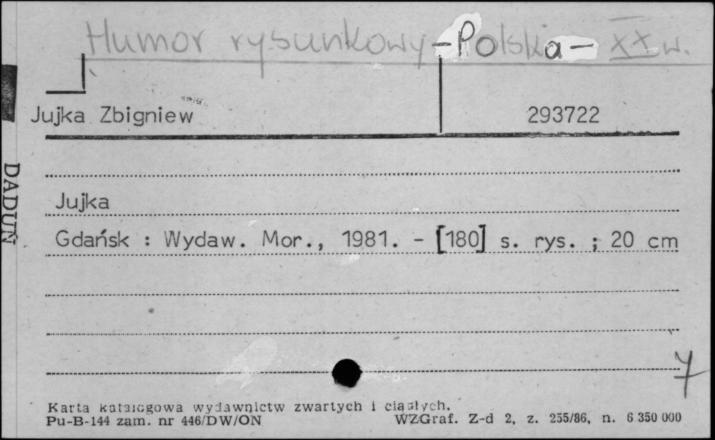 Humor rysunkowy - Polska - XX w.
Jujka Zbigniew 293722
Jujka
Gdańsk : Wydaw. Mor., 1981. - [180] s. rys. ; 20 cm
7
DADUŃ
Karta katalogowa wydawnictw zwartych i ciągłych.
Pu-B-144 zam. nr 446/DW/ON WZGraf. Z-d 2, z. 255/86, n. 6 350 000